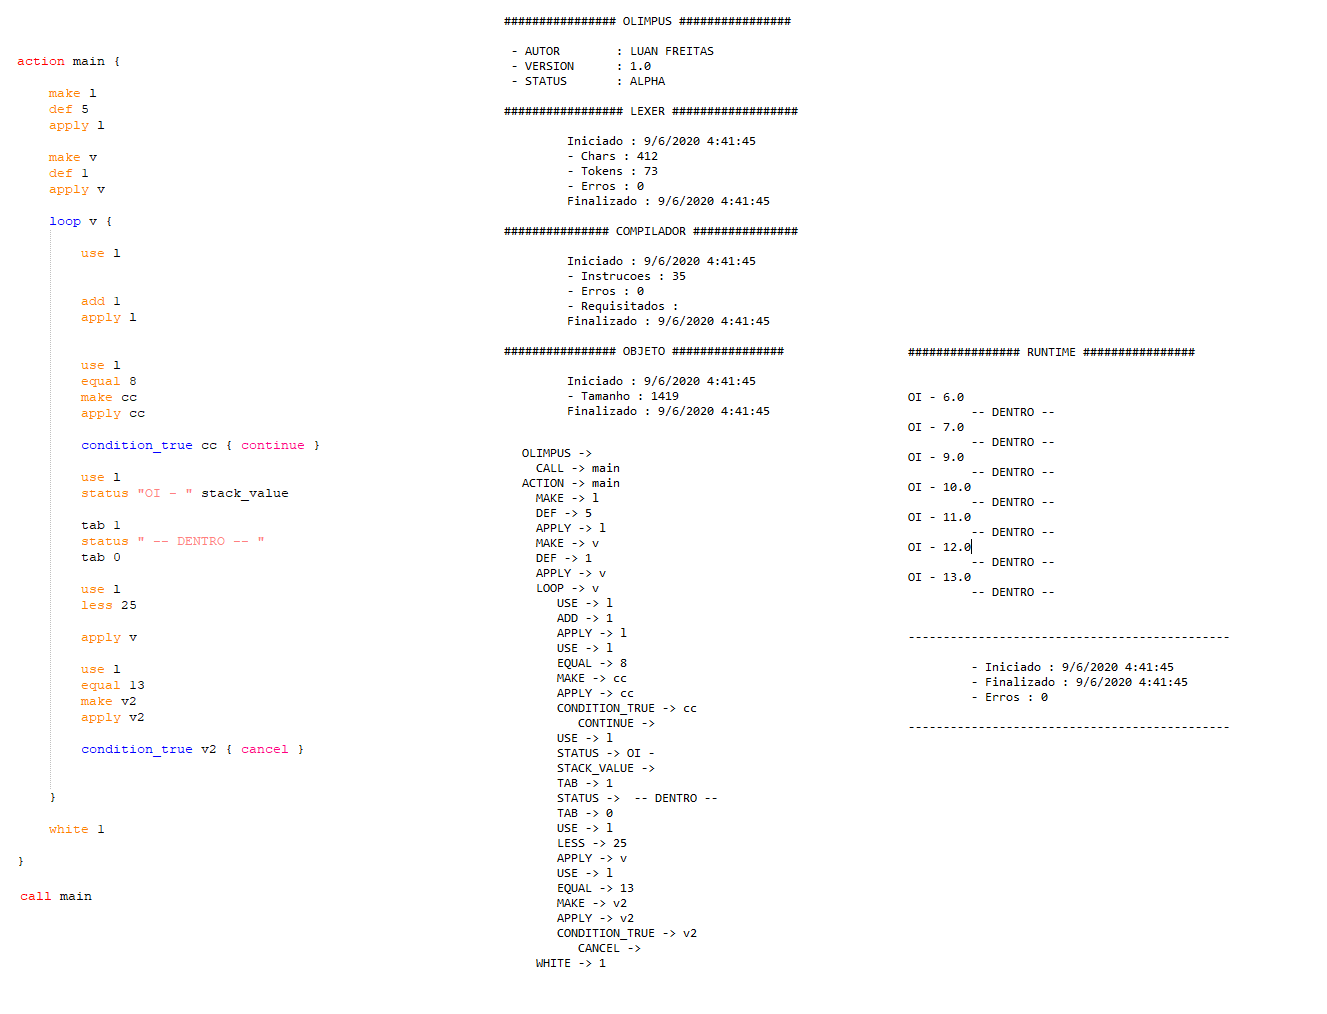 action main {
make l
def 5
apply l
make v
def 1
apply v
loop v {
use l
add 1
apply l
use l
equal 8
make cc
apply cc
condition_true cc { continue }
use l
status "OI - " stack_value
tab 1
status " -- DENTRO -- "
tab 0
use l
less 25
apply v
use l
equal 13
make v2
apply v2
condition_true v2 { cancel }
}
white 1
}
call main
################ OLIMPUS ################
- AUTOR : LUAN FREITAS
- VERSION : 1.0
- STATUS : ALPHA
################# LEXER ##################
Iniciado : 9/6/2020 4:41:45
- Chars : 412
- Tokens : 73
- Erros : 0
Finalizado : 9/6/2020 4:41:45
############### COMPILADOR ###############
Iniciado : 9/6/2020 4:41:45
- Instrucoes : 35
- Erros : 0
- Requisitados :
Finalizado : 9/6/2020 4:41:45
################ OBJETO ################
Iniciado : 9/6/2020 4:41:45
- Tamanho : 1419
Finalizado : 9/6/2020 4:41:45
OLIMPUS ->
CALL -> main
ACTION -> main
MAKE -> l
DEF -> 5
APPLY -> l
MAKE -> v
DEF -> 1
APPLY -> v
LOOP -> v
USE -> l
ADD -> 1
APPLY -> l
USE -> l
EQUAL -> 8
MAKE -> cc
APPLY -> cc
CONDITION_TRUE -> cc
CONTINUE ->
USE -> l
STATUS -> OI -
STACK_VALUE ->
TAB -> 1
STATUS -> -- DENTRO --
TAB -> 0
USE -> l
LESS -> 25
APPLY -> v
USE -> l
EQUAL -> 13
MAKE -> v2
APPLY -> v2
CONDITION_TRUE -> v2
CANCEL ->
WHITE -> 1
################ RUNTIME ################
OI - 6.0
-- DENTRO --
OI - 7.0
-- DENTRO --
OI - 9.0
-- DENTRO --
OI - 10.0
-- DENTRO --
OI - 11.0
-- DENTRO --
OI - 12.0
-- DENTRO --
OI - 13.0
-- DENTRO --
----------------------------------------------
- Iniciado : 9/6/2020 4:41:45
- Finalizado : 9/6/2020 4:41:45
- Erros : 0
----------------------------------------------